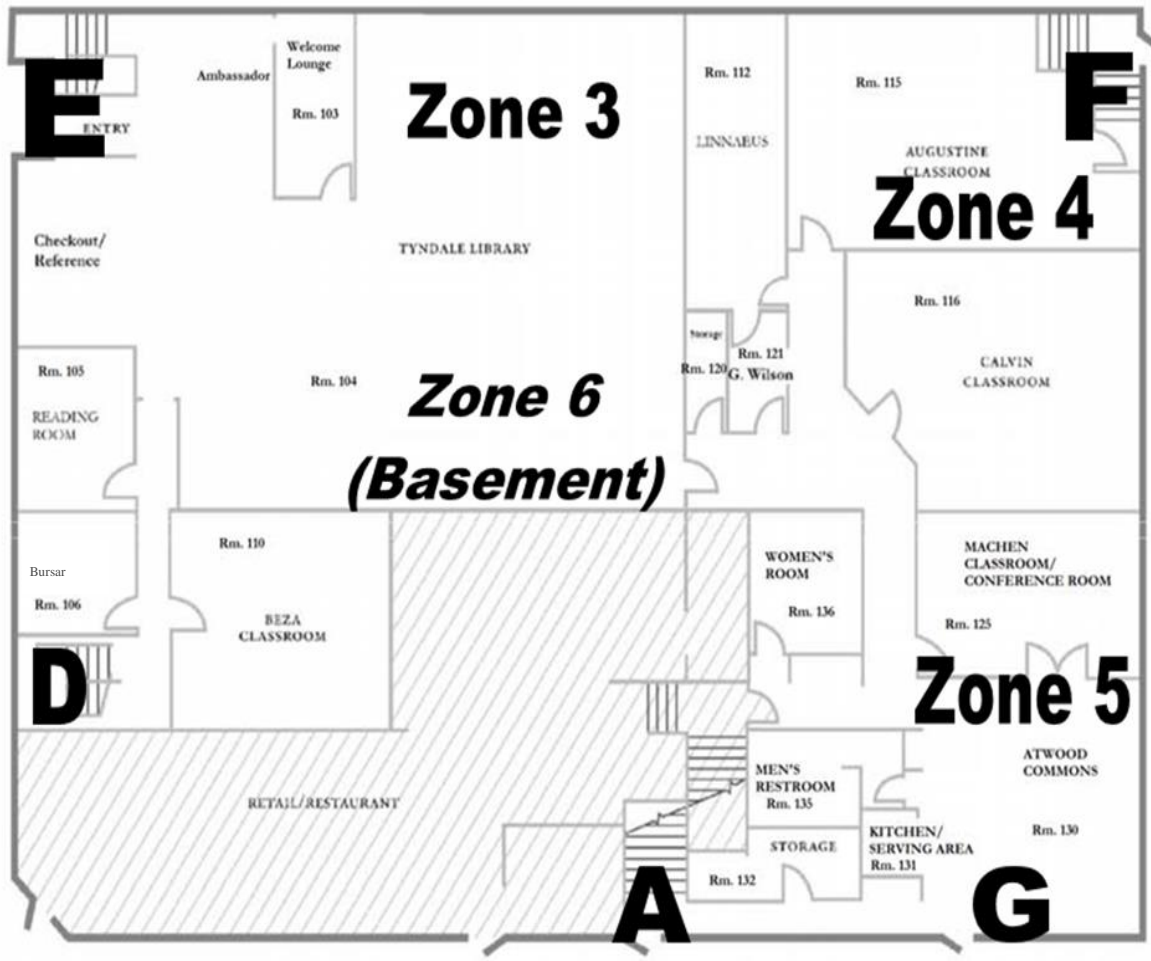 Welcome
Lounge
Ambassador
Rm. 103
Zone 3
E
ENTRY
Rm. 112
LINNAEUS
Rm. 115
F
AUGUSTINE
CLASSROOM
Zone 4
Checkout/
Reference
TYNDALE LIBRARY
Rm. 116
CALVIN
CLASSROOM
Storage
Rm. 120
Rm. 121
G. Wilson
Rm. 105
READING
ROOM
Rm. 104
Zone 6
(Basement)
Rm. 110
BEZA
CLASSROOM
Bursar
Rm. 106
D
WOMEN'S
ROOM
Rm. 136
MACHEN
CLASSROOM/
CONFERENCE ROOM
Rm. 125
Zone 5
ATWOOD
COMMONS
Rm. 130
RETAIL/RESTAURANT
MEN'S
RESTROOM
Rm. 135
STORAGE
KITCHEN/
SERVING AREA
Rm. 131
Rm. 132
A
G